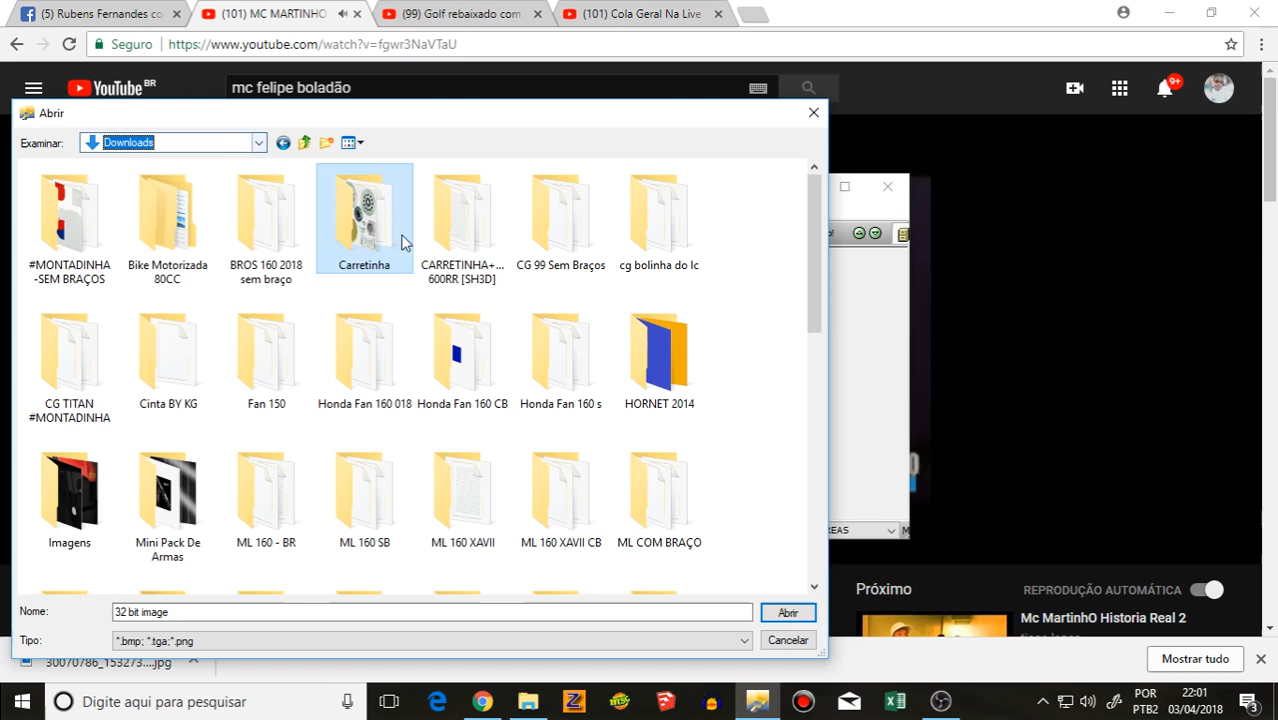 (5) Rubens Fernandes co
(101) MC MARTINHO
(99) Golf rebaixado com
(101) Cola Geral Na Live
Seguro
https://www.youtube.com/watch?v=fgwr3NaVTaU
YouTube BR
mc felipe boladão
9+
Abrir
Examinar:
Downloads
#MONTADINHA
-SEM BRAÇOS
Bike Motorizada
80CC
BROS 160 2018
sem braço
Carretinha
CARRETINHA+...
600RR [SH3D]
CG 99 Sem Braços
cg bolinha do lc
CG TITAN
#MONTADINHA
Cinta BY KG
Fan 150
Honda Fan 160 018
Honda Fan 160 CB
Honda Fan 160 s
HORNET 2014
Imagens
Mini Pack De
Armas
ML 160 - BR
ML 160 SB
ML 160 XAVII
ML 160 XAVII CB
ML COM BRAÇO
Nome:
32 bit image
Abrir
Tipo:
*.bmp; *.tga;*.png
Cancelar
REAS
Próximo
REPRODUÇÃO AUTOMÁTICA
Mc MartinhO Historia Real 2
30070786_153273....jpg
Mostrar tudo
Digite aqui para pesquisar
POR
PTB2
22:01
03/04/2018
3